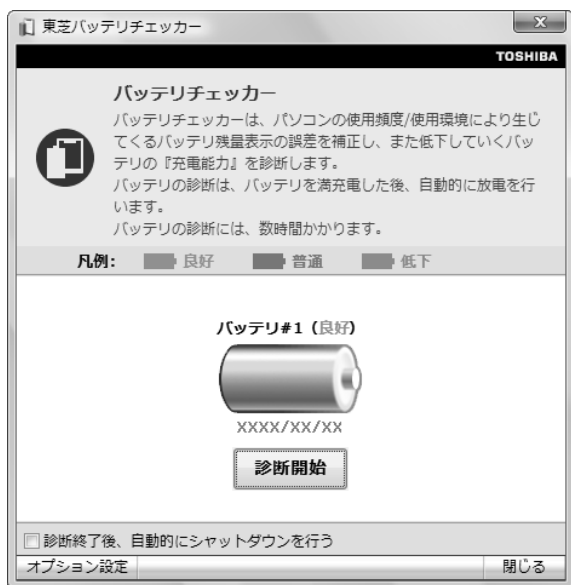 東芝バッテリチェッカー
X
TOSHIBA
バッテリチェッカー
バッテリチェッカーは、パソコンの使用頻度/使用環境により生じ
てくるバッテリ残量表示の誤差を補正し、また低下していくバッ
テリの『充電能力』を診断します。
バッテリの診断は、バッテリを満充電した後、自動的に放電を行
います。
バッテリの診断には、数時間かかります。
凡例: 良好 普通 低下
バッテリ#1（良好）
XXXX/XX/XX
診断開始
診断終了後、自動的にシャットダウンを行う
オプション設定 閉じる